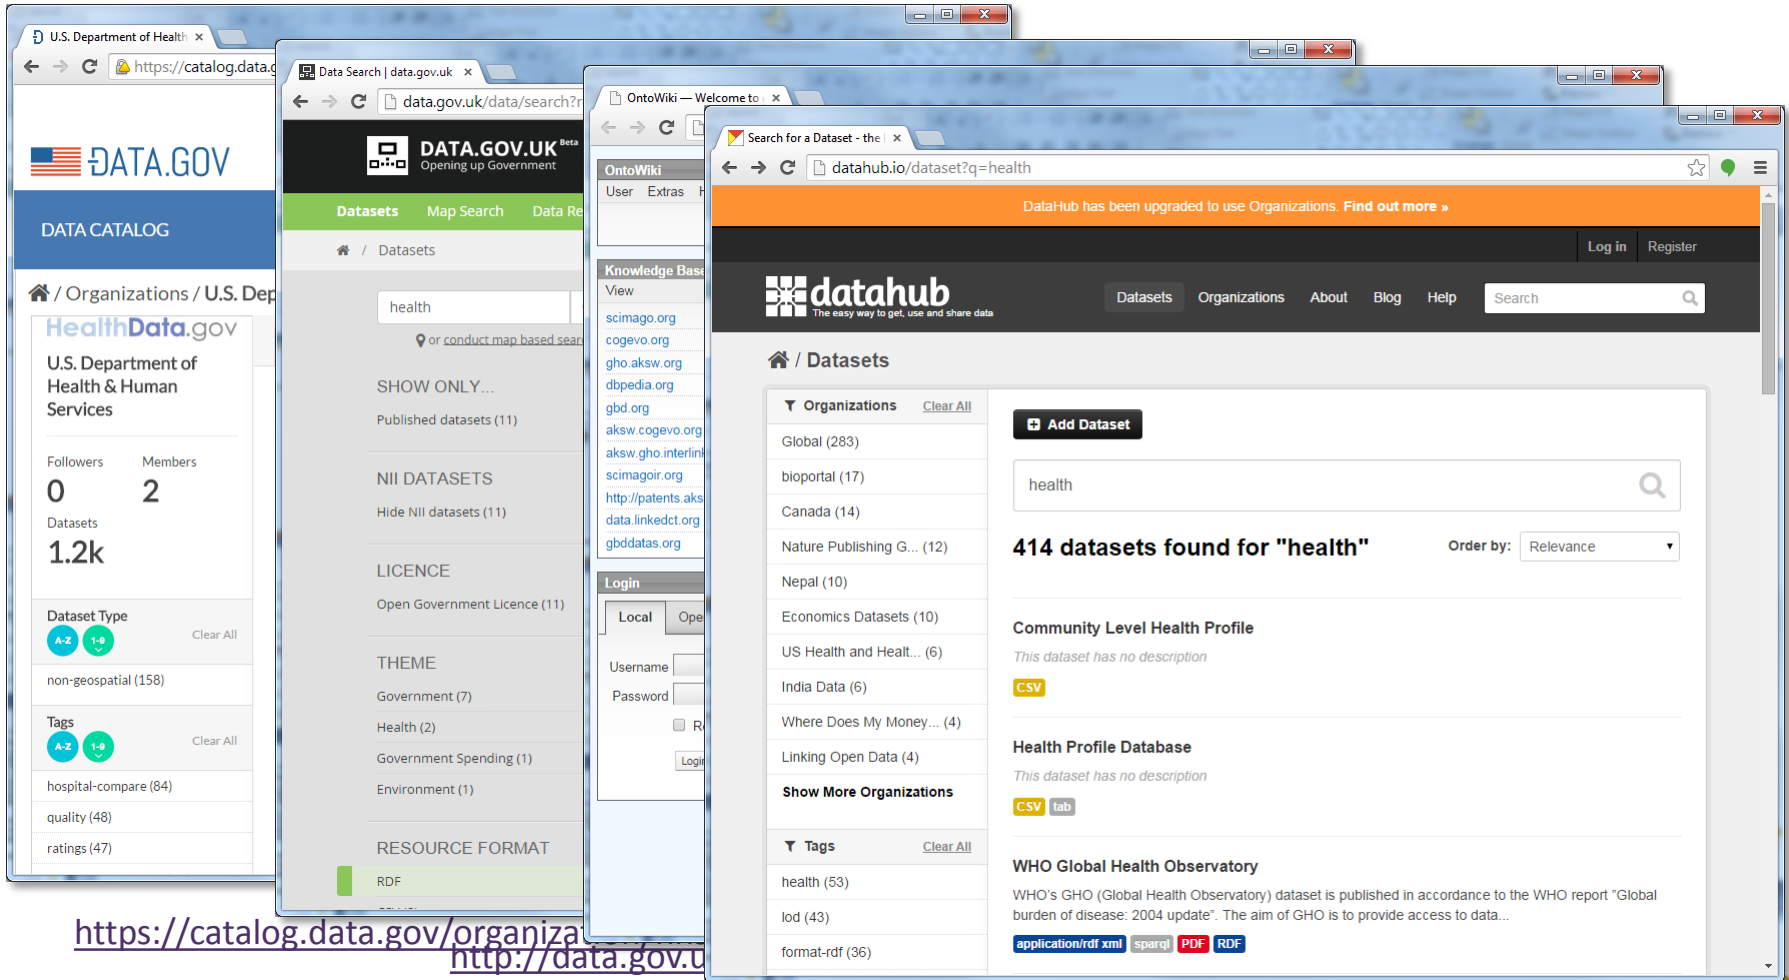 U.S. Department of Health
https://catalog.data.g
DATA.GOV
DATA CATALOG
/ Organizations / U.S. Dep
HealthData.gov
U.S. Department of
Health & Human
Services
Followers Members
0 2
Datasets
1.2k
Dataset Type
A-Z 1-9 Clear All
non-geospatial (158)
Tags
A-Z 1-9 Clear All
hospital-compare (84)
quality (48)
ratings (47)
Data Search | data.gov.uk
data.gov.uk/data/search?r
DATA.GOV.UK Beta
Opening up Government
Datasets Map Search Data Re
/ Datasets
health
or conduct map based sear
SHOW ONLY...
Published datasets (11)
NII DATASETS
Hide NII datasets (11)
LICENCE
Open Government Licence (11)
THEME
Government (7)
Health (2)
Government Spending (1)
Environment (1)
RESOURCE FORMAT
RDF
OntoWiki — Welcome to
OntoWiki
User Extras H
Knowledge Base
View
scimago.org
cogevo.org
gho.aksw.org
dbpedia.org
gbd.org
aksw.cogevo.org
aksw.gho.interlink
scimagoir.org
http://patents.aks
data.linkedct.org
gbddatas.org
Login
Local Ope
Username
Password
Re
Login
Search for a Dataset - the
datahub.io/dataset?q=health
DataHub has been upgraded to use Organizations. Find out more »
Log in Register
datahub
The easy way to get, use and share data
Datasets Organizations About Blog Help Search
/ Datasets
Organizations Clear All
Global (283)
bioportal (17)
Canada (14)
Nature Publishing G... (12)
Nepal (10)
Economics Datasets (10)
US Health and Healt... (6)
India Data (6)
Where Does My Money... (4)
Linking Open Data (4)
Show More Organizations
Tags Clear All
health (53)
lod (43)
format-rdf (36)
Add Dataset
health
414 datasets found for "health"
Order by: Relevance
Community Level Health Profile
This dataset has no description
CSV
Health Profile Database
This dataset has no description
CSV tab
WHO Global Health Observatory
WHO's GHO (Global Health Observatory) dataset is published in accordance to the WHO report "Global
burden of disease: 2004 update". The aim of GHO is to provide access to data...
application/rdf xml sparql PDF RDF
https://catalog.data.gov/organizat
http://data.gov.u